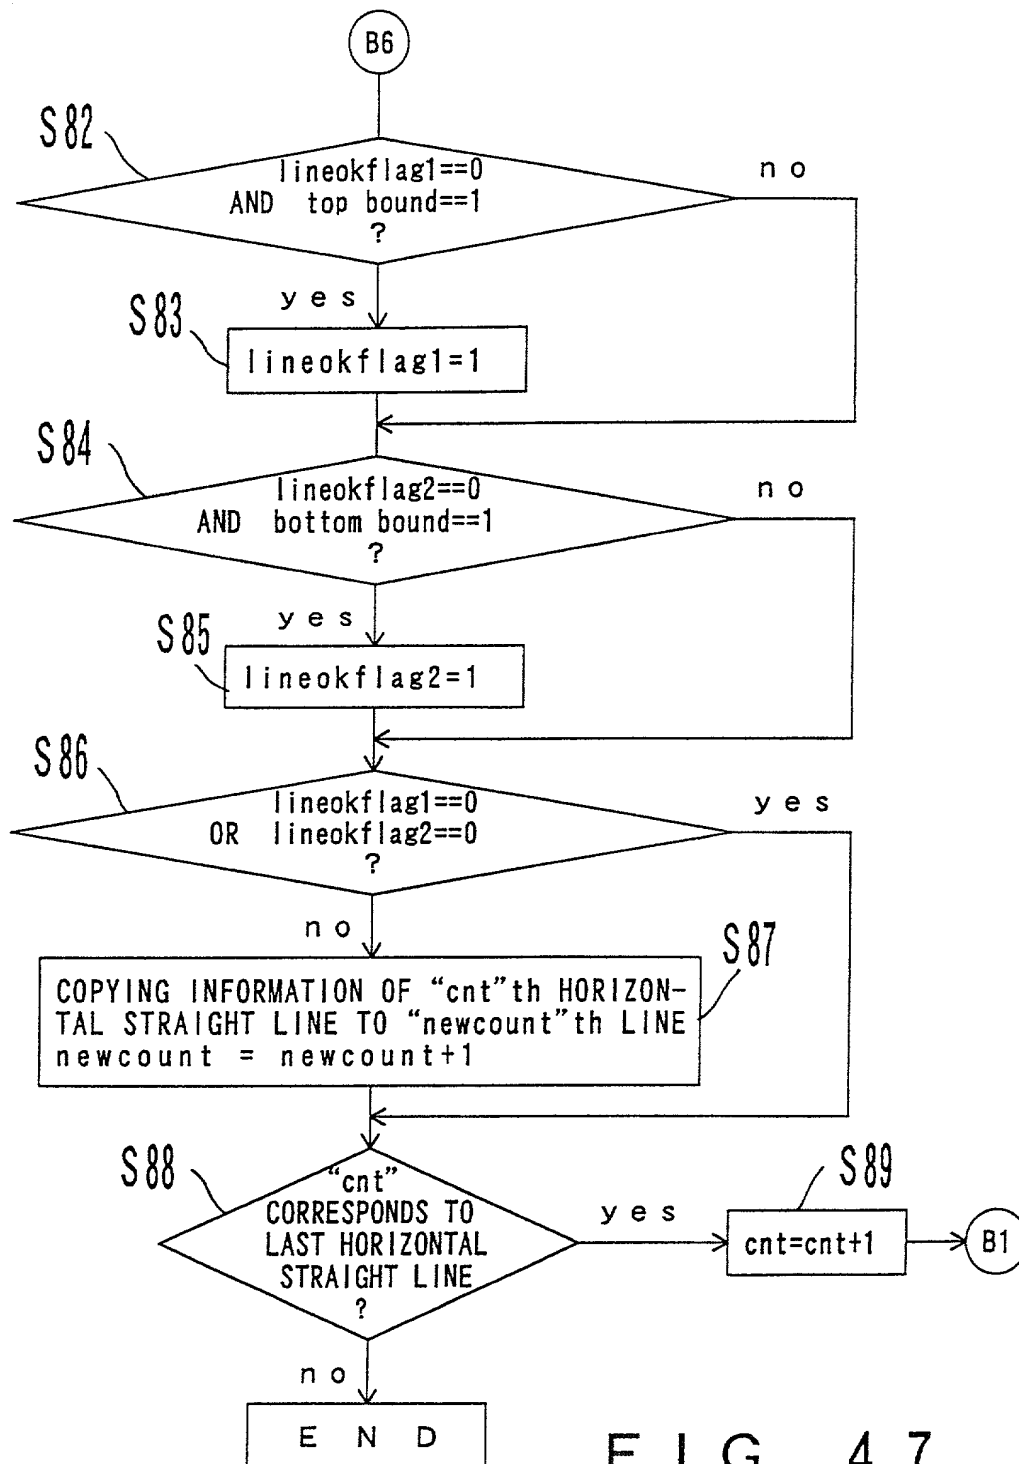 B6
S82
lineokflag1==0
AND top bound==1
?
no
yes
S83
lineokflag1=1
S84
lineokflag2==0
AND bottom bound==1
?
no
yes
S85
lineokflag2=1
S86
lineokflag1==0
OR lineokflag2==0
?
yes
no
S87
COPYING INFORMATION OF “cnt”th HORIZON-
TAL STRAIGHT LINE TO “newcount”th LINE
newcount = newcount+1
S88
“cnt”
CORRESPONDS TO
LAST HORIZONTAL
STRAIGHT LINE
?
yes
S89
cnt=cnt+1
B1
no
END
FIG. 47